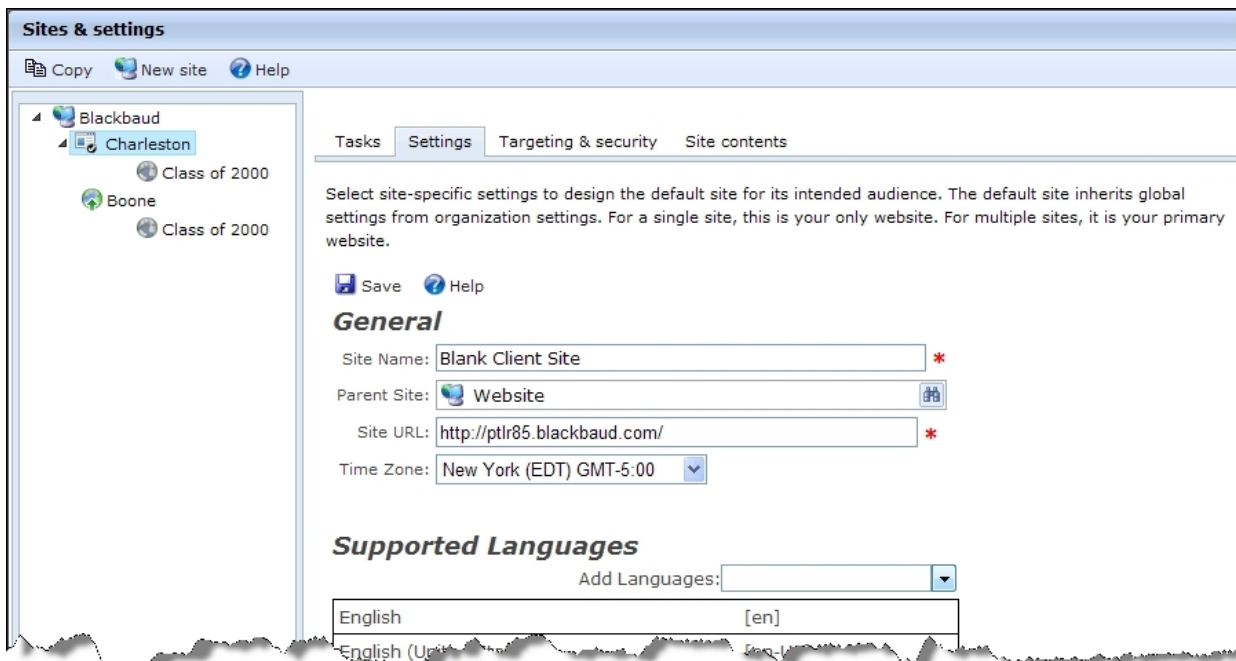 Sites & settings
Copy New site Help
Blackbaud
Charleston
Class of 2000
Boone
Class of 2000
Tasks Settings Targeting & security Site contents
Select site-specific settings to design the default site for its intended audience. The default site inherits global
settings from organization settings. For a single site, this is your only website. For multiple sites, it is your primary
website.
Save Help
General
Site Name: Blank Client Site *
Parent Site: Website
Site URL: http://ptlr85.blackbaud.com/ *
Time Zone: New York (EDT) GMT-5:00
Supported Languages
Add Languages:
English [en]
English